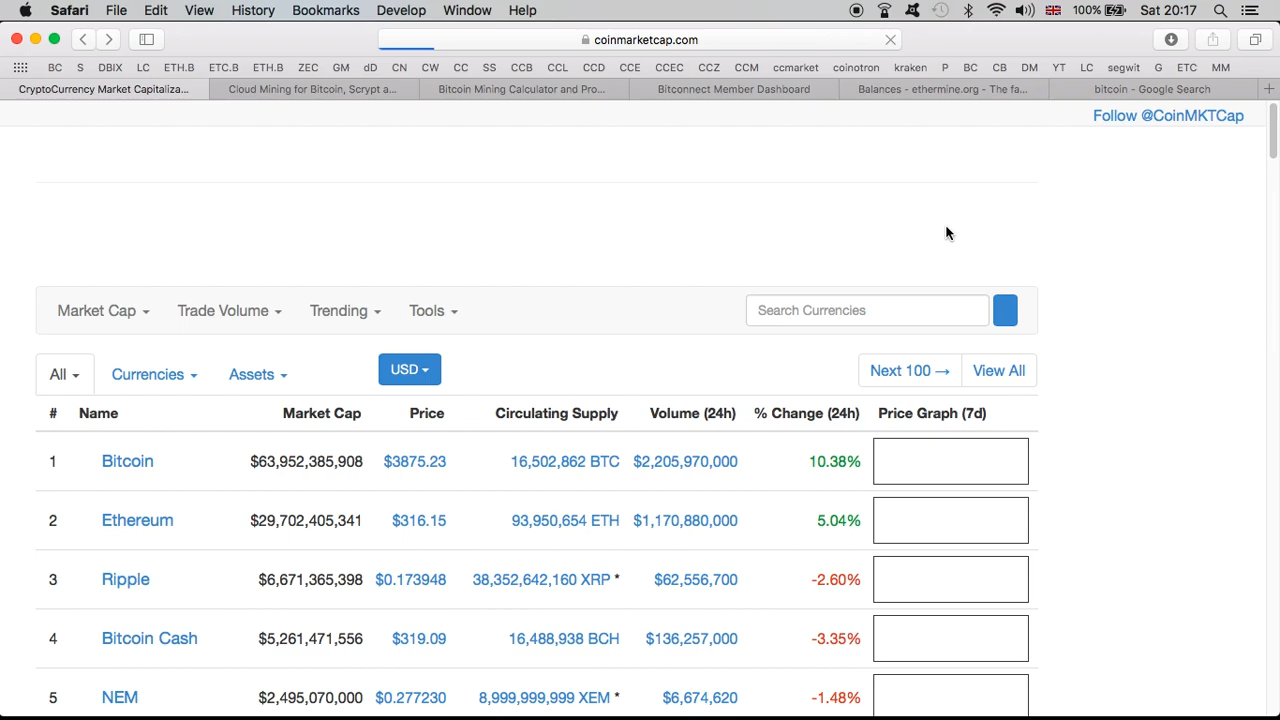 Safari File Edit View History Bookmarks Develop Window Help 100% Sat 20:17
coinmarketcap.com
BC S DBIX LC ETH.B ETC.B ETH.B ZEC GM dD CN CW CC SS CCB CCL CCD CCE CCEC CCZ CCM ccmarket coinotron kraken P BC CB DM YT LC segwit G ETC MM
CryptoCurrency Market Capitaliza... Cloud Mining for Bitcoin, Scrypt a... Bitcoin Mining Calculator and Pro... Bitconnect Member Dashboard Balances - ethermine.org - The fa... bitcoin - Google Search
Follow @CoinMKTCap
Market Cap Trade Volume Trending Tools Search Currencies
All Currencies Assets USD Next 100 → View All
# Name Market Cap Price Circulating Supply Volume (24h) % Change (24h) Price Graph (7d)
1 Bitcoin $63,952,385,908 $3875.23 16,502,862 BTC $2,205,970,000 10.38%
2 Ethereum $29,702,405,341 $316.15 93,950,654 ETH $1,170,880,000 5.04%
3 Ripple $6,671,365,398 $0.173948 38,352,642,160 XRP * $62,556,700 -2.60%
4 Bitcoin Cash $5,261,471,556 $319.09 16,488,938 BCH $136,257,000 -3.35%
5 NEM $2,495,070,000 $0.277230 8,999,999,999 XEM * $6,674,620 -1.48%